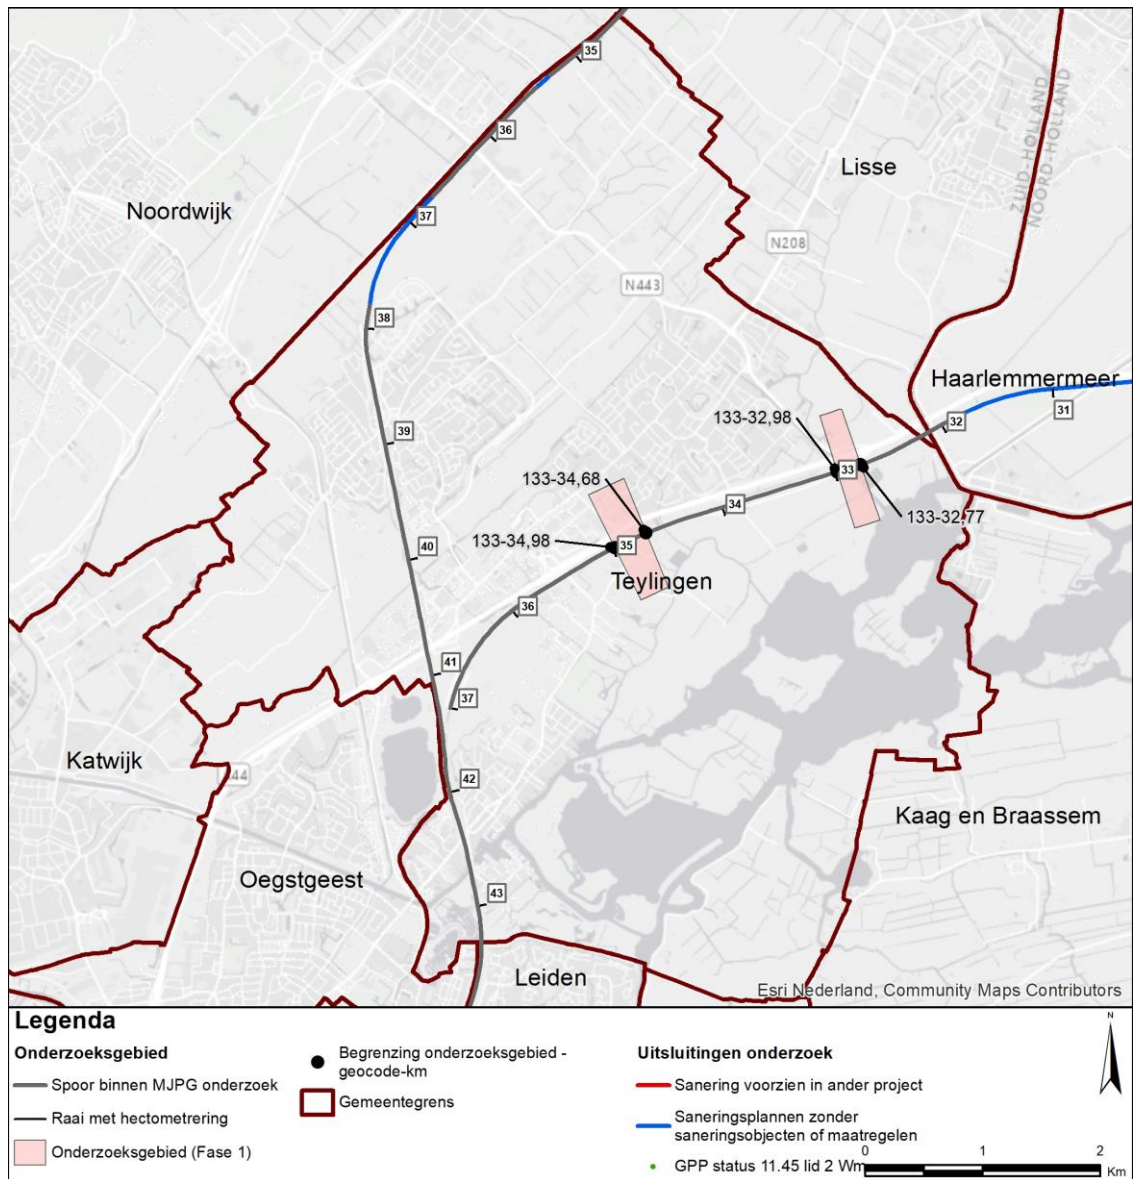 35
36
Noordwijk
37
Lisse
ZUID-HOLLAND
NOORD-HOLLAND
N208
N443
38
Haarlemmermeer
31
32
39
133-32,98
33
133-34,68
34
133-32,77
133-34,98
35
40
Teylingen
36
41
37
Katwijk
44
42
Kaag en Braassem
Oegstgeest
43
Leiden
Esri Nederland, Community Maps Contributors
Legenda
Onderzoeksgebied
Spoor binnen MJPG onderzoek
Raai met hectometrering
Onderzoeksgebied (Fase 1)
Begrenzing onderzoeksgebied -
geocode-km
Gemeentegrens
Uitsluitingen onderzoek
Sanering voorzien in ander project
Saneringsplannen zonder
saneringsobjecten of maatregelen
GPP status 11.45 lid 2 Wm
N
0 1 2
Km